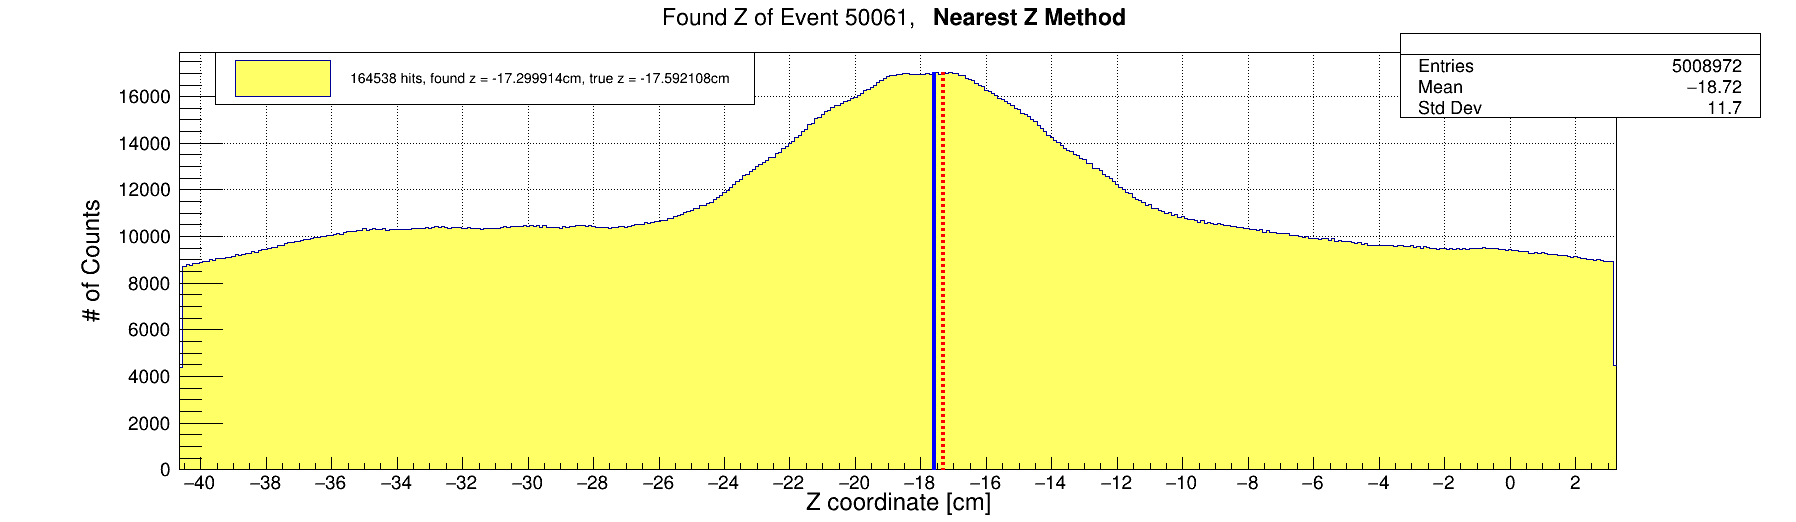 Found Z of Event 50061, Nearest Z Method
164538 hits, found z = -17.299914cm, true z = -17.592108cm
Entries 5008972
Mean −18.72
Std Dev 11.7
# of Counts
16000
14000
12000
10000
8000
6000
4000
2000
0
−40 −38 −36 −34 −32 −30 −28 −26 −24 −22 −20 −18 −16 −14 −12 −10 −8 −6 −4 −2 0 2
Z coordinate [cm]